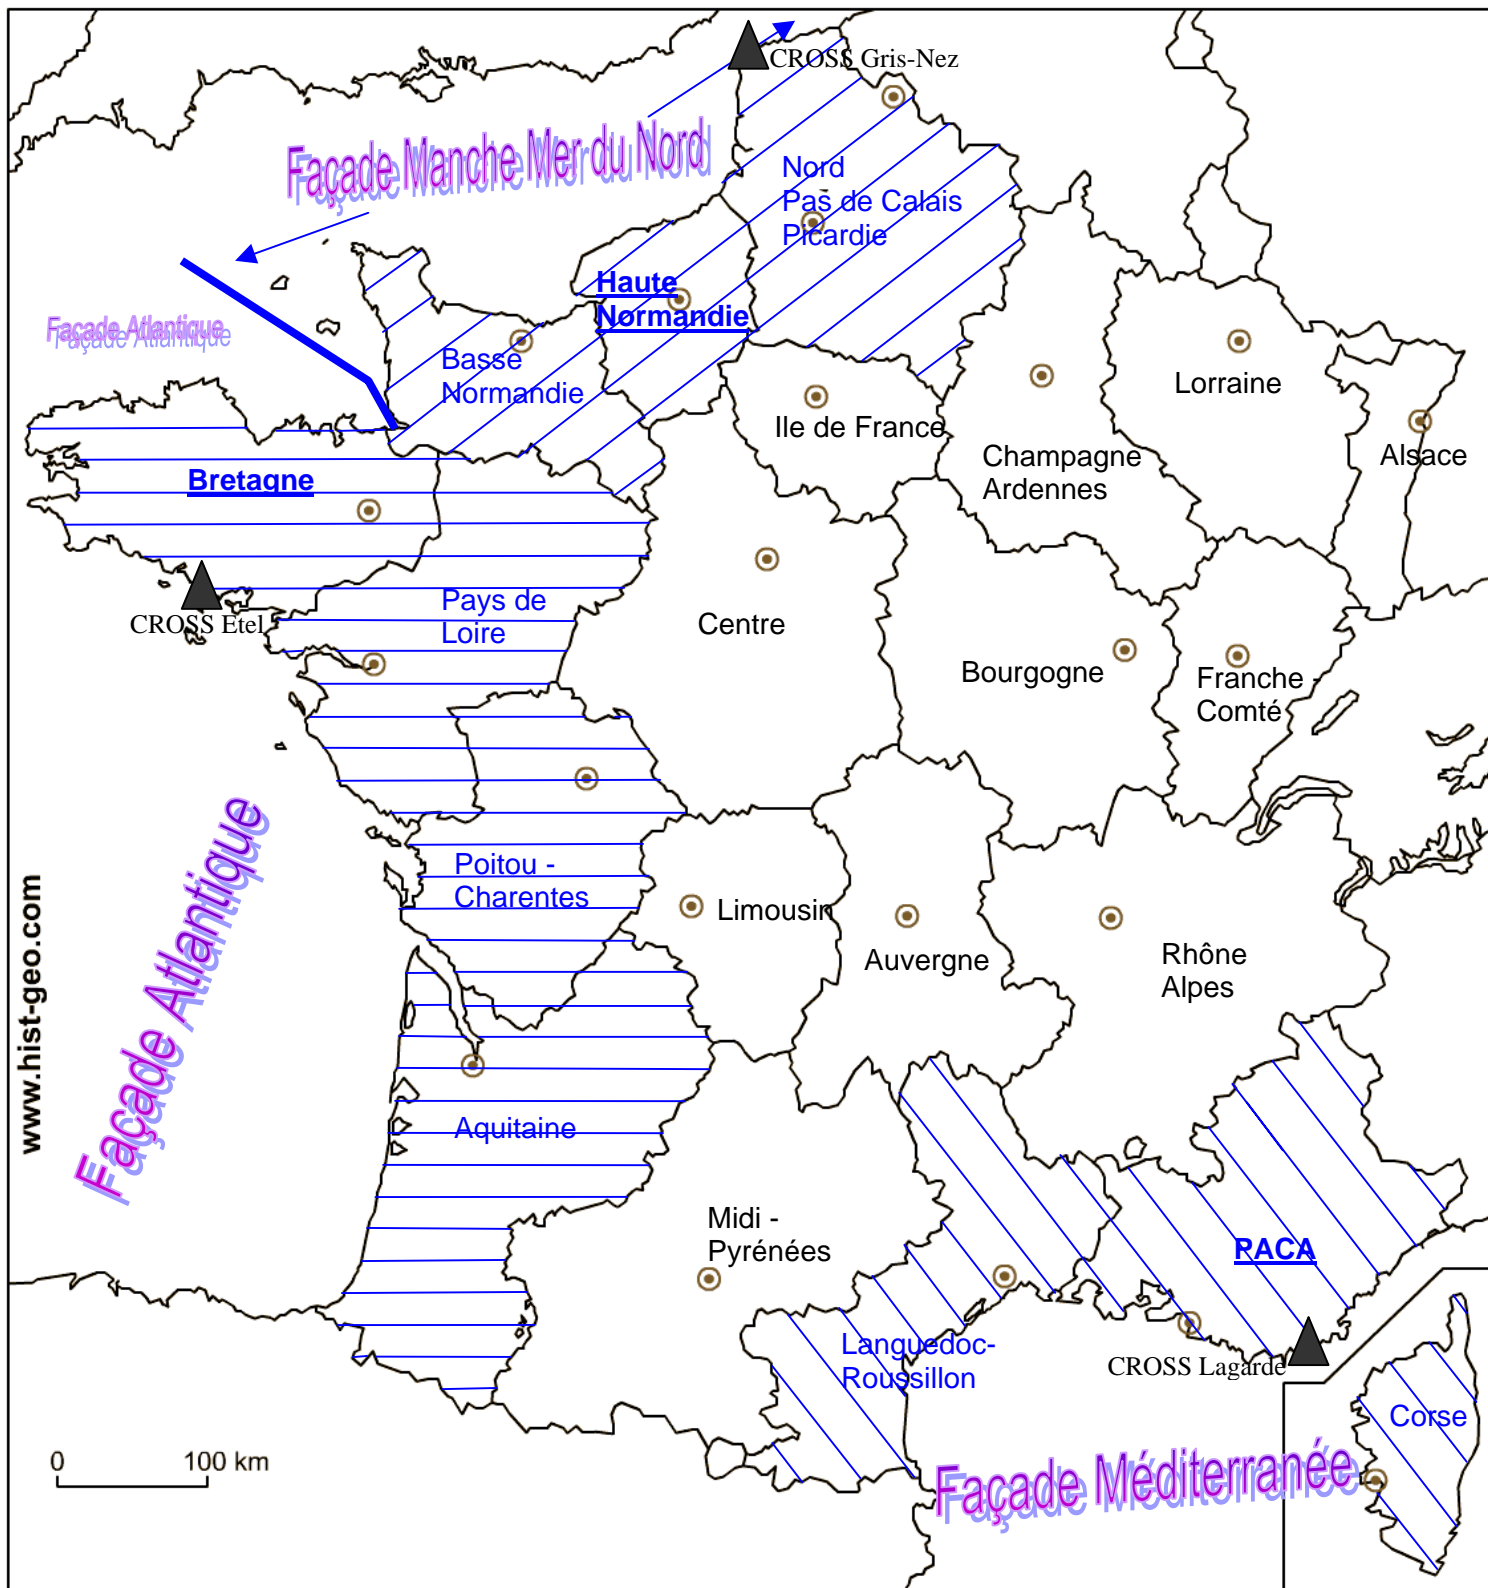 CROSS Gris-Nez
Façade Manche Mer du Nord
Nord
Pas de Calais
Picardie
Haute
Normandie
Façade Atlantique
Basse
Normandie
Lorraine
Ile de France
Champagne
Ardennes
Alsace
Bretagne
CROSS Etel
Pays de
Loire
Centre
Bourgogne
Franche -
Comté
Façade Atlantique
www.hist-geo.com
Poitou -
Charentes
Limousin
Auvergne
Rhône
Alpes
Aquitaine
Midi -
Pyrénées
PACA
Languedoc-
Roussillon
CROSS Lagarde
Corse
0 100 km
Façade Méditerranée